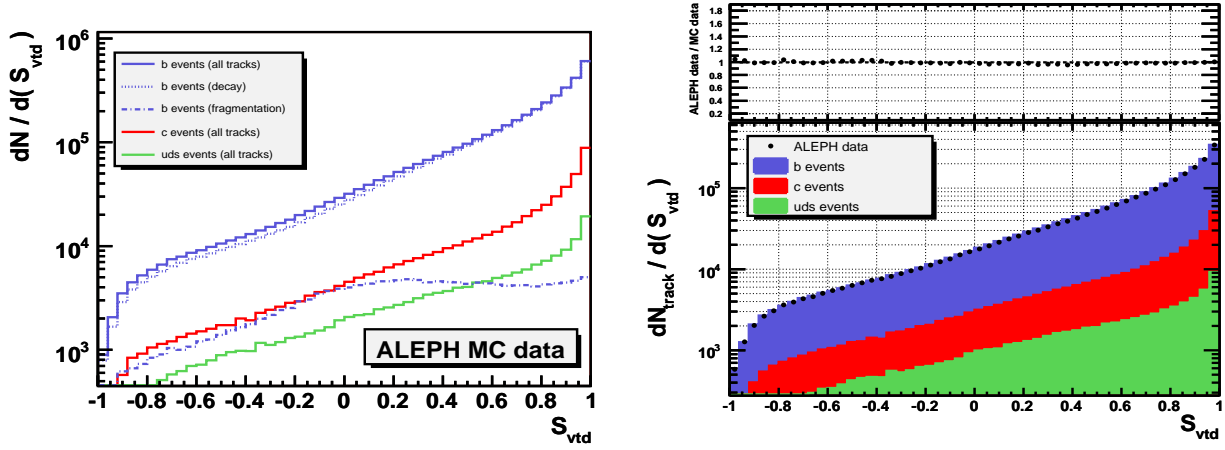 dN / d( S_vtd)
10^6
10^5
10^4
10^3
b events (all tracks)
b events (decay)
b events (fragmentation)
c events (all tracks)
uds events (all tracks)
ALEPH MC data
-1 -0.8 -0.6 -0.4 -0.2 0 0.2 0.4 0.6 0.8 1
S_vtd
ALEPH data / MC data
1.8
1.6
1.4
1.2
1
0.8
0.6
0.4
0.2
dN_track / d( S_vtd)
10^5
10^4
10^3
ALEPH data
b events
c events
uds events
-1 -0.8 -0.6 -0.4 -0.2 0 0.2 0.4 0.6 0.8 1
S_vtd